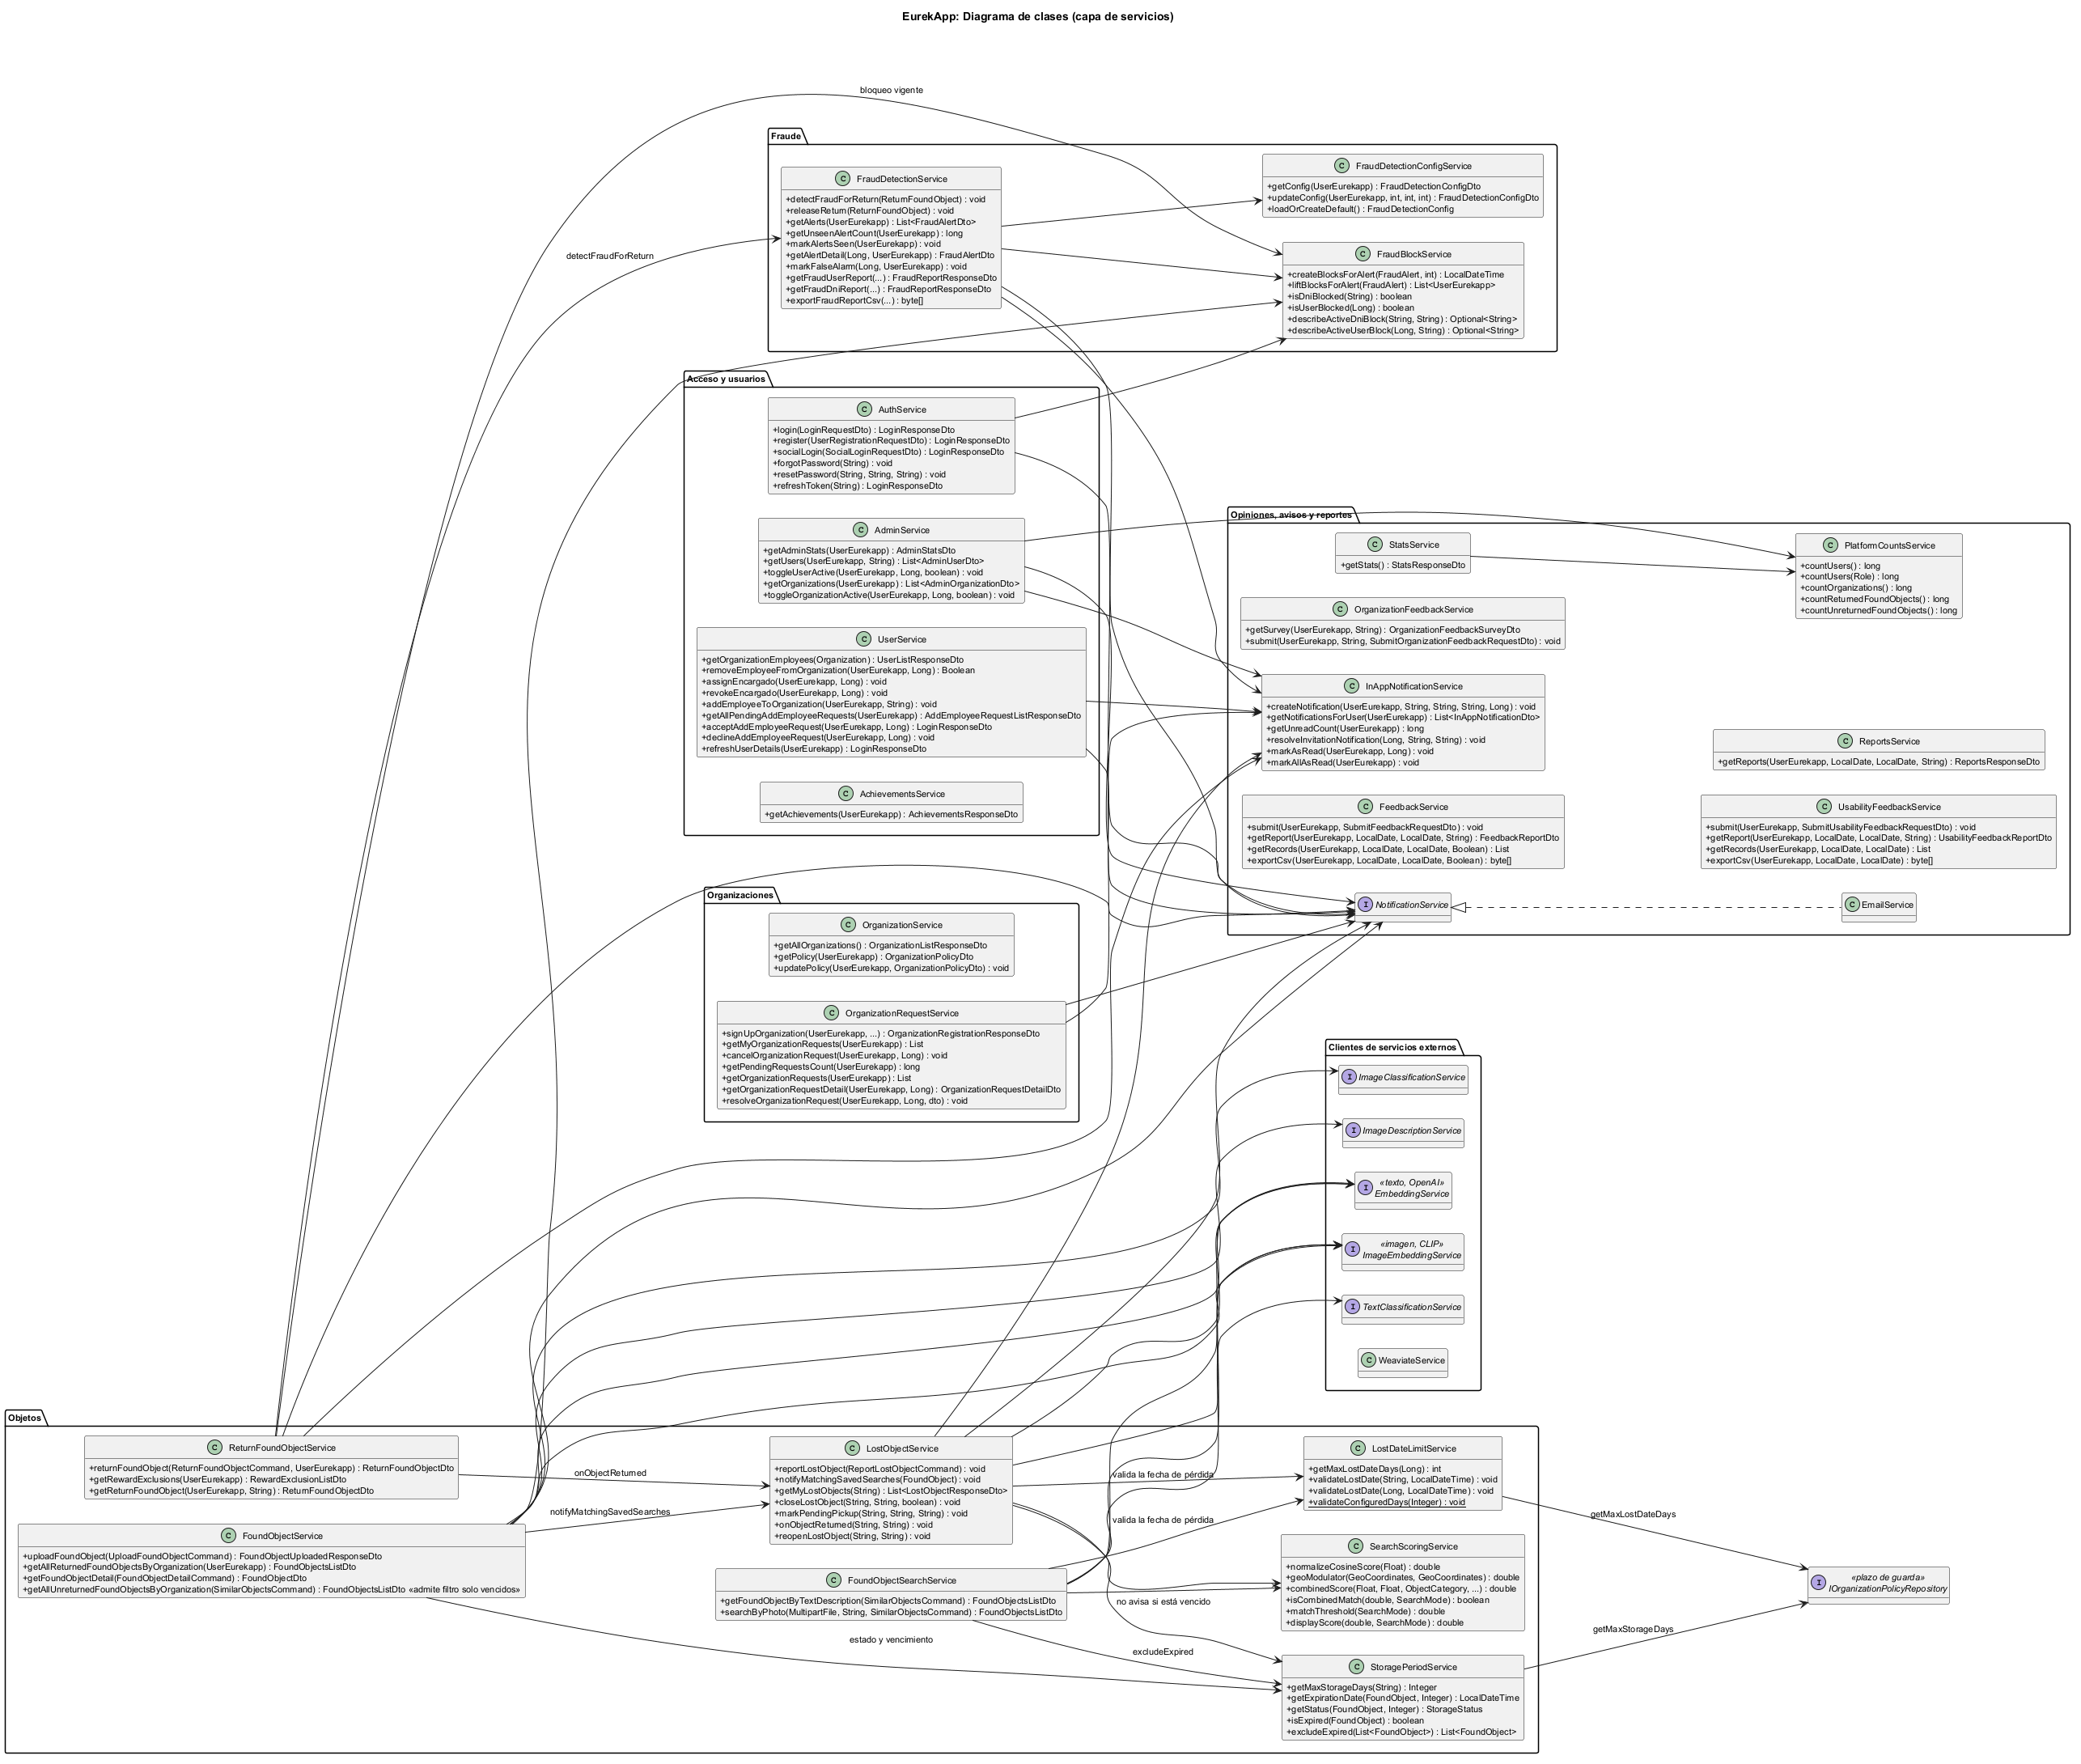 EurekApp: Diagrama de clases (capa de servicios)
bloqueo vigente
detectFraudForReturn
Fraude
FraudDetectionService
+detectFraudForReturn(ReturnFoundObject) : void
+releaseReturn(ReturnFoundObject) : void
+getAlerts(UserEurekapp) : List<FraudAlertDto>
+getUnseenAlertCount(UserEurekapp) : long
+markAlertsSeen(UserEurekapp) : void
+getAlertDetail(Long, UserEurekapp) : FraudAlertDto
+markFalseAlarm(Long, UserEurekapp) : void
+getFraudUserReport(...) : FraudReportResponseDto
+getFraudDniReport(...) : FraudReportResponseDto
+exportFraudReportCsv(...) : byte[]
FraudDetectionConfigService
+getConfig(UserEurekapp) : FraudDetectionConfigDto
+updateConfig(UserEurekapp, int, int, int) : FraudDetectionConfigDto
+loadOrCreateDefault() : FraudDetectionConfig
FraudBlockService
+createBlocksForAlert(FraudAlert, int) : LocalDateTime
+liftBlocksForAlert(FraudAlert) : List<UserEurekapp>
+isDniBlocked(String) : boolean
+isUserBlocked(Long) : boolean
+describeActiveDniBlock(String, String) : Optional<String>
+describeActiveUserBlock(Long, String) : Optional<String>
Acceso y usuarios
AuthService
+login(LoginRequestDto) : LoginResponseDto
+register(UserRegistrationRequestDto) : LoginResponseDto
+socialLogin(SocialLoginRequestDto) : LoginResponseDto
+forgotPassword(String) : void
+resetPassword(String, String, String) : void
+refreshToken(String) : LoginResponseDto
AdminService
+getAdminStats(UserEurekapp) : AdminStatsDto
+getUsers(UserEurekapp, String) : List<AdminUserDto>
+toggleUserActive(UserEurekapp, Long, boolean) : void
+getOrganizations(UserEurekapp) : List<AdminOrganizationDto>
+toggleOrganizationActive(UserEurekapp, Long, boolean) : void
UserService
+getOrganizationEmployees(Organization) : UserListResponseDto
+removeEmployeeFromOrganization(UserEurekapp, Long) : Boolean
+assignEncargado(UserEurekapp, Long) : void
+revokeEncargado(UserEurekapp, Long) : void
+addEmployeeToOrganization(UserEurekapp, String) : void
+getAllPendingAddEmployeeRequests(UserEurekapp) : AddEmployeeRequestListResponseDto
+acceptAddEmployeeRequest(UserEurekapp, Long) : LoginResponseDto
+declineAddEmployeeRequest(UserEurekapp, Long) : void
+refreshUserDetails(UserEurekapp) : LoginResponseDto
AchievementsService
+getAchievements(UserEurekapp) : AchievementsResponseDto
Opiniones, avisos y reportes
StatsService
+getStats() : StatsResponseDto
PlatformCountsService
+countUsers() : long
+countUsers(Role) : long
+countOrganizations() : long
+countReturnedFoundObjects() : long
+countUnreturnedFoundObjects() : long
OrganizationFeedbackService
+getSurvey(UserEurekapp, String) : OrganizationFeedbackSurveyDto
+submit(UserEurekapp, String, SubmitOrganizationFeedbackRequestDto) : void
InAppNotificationService
+createNotification(UserEurekapp, String, String, String, Long) : void
+getNotificationsForUser(UserEurekapp) : List<InAppNotificationDto>
+getUnreadCount(UserEurekapp) : long
+resolveInvitationNotification(Long, String, String) : void
+markAsRead(UserEurekapp, Long) : void
+markAllAsRead(UserEurekapp) : void
ReportsService
+getReports(UserEurekapp, LocalDate, LocalDate, String) : ReportsResponseDto
FeedbackService
+submit(UserEurekapp, SubmitFeedbackRequestDto) : void
+getReport(UserEurekapp, LocalDate, LocalDate, String) : FeedbackReportDto
+getRecords(UserEurekapp, LocalDate, LocalDate, Boolean) : List
+exportCsv(UserEurekapp, LocalDate, LocalDate, Boolean) : byte[]
UsabilityFeedbackService
+submit(UserEurekapp, SubmitUsabilityFeedbackRequestDto) : void
+getReport(UserEurekapp, LocalDate, LocalDate, String) : UsabilityFeedbackReportDto
+getRecords(UserEurekapp, LocalDate, LocalDate) : List
+exportCsv(UserEurekapp, LocalDate, LocalDate) : byte[]
NotificationService
EmailService
Organizaciones
OrganizationService
+getAllOrganizations() : OrganizationListResponseDto
+getPolicy(UserEurekapp) : OrganizationPolicyDto
+updatePolicy(UserEurekapp, OrganizationPolicyDto) : void
OrganizationRequestService
+signUpOrganization(UserEurekapp, ...) : OrganizationRegistrationResponseDto
+getMyOrganizationRequests(UserEurekapp) : List
+cancelOrganizationRequest(UserEurekapp, Long) : void
+getPendingRequestsCount(UserEurekapp) : long
+getOrganizationRequests(UserEurekapp) : List
+getOrganizationRequestDetail(UserEurekapp, Long) : OrganizationRequestDetailDto
+resolveOrganizationRequest(UserEurekapp, Long, dto) : void
Clientes de servicios externos
ImageClassificationService
ImageDescriptionService
«texto, OpenAI»
EmbeddingService
«imagen, CLIP»
ImageEmbeddingService
TextClassificationService
WeaviateService
Objetos
ReturnFoundObjectService
+returnFoundObject(ReturnFoundObjectCommand, UserEurekapp) : ReturnFoundObjectDto
+getRewardExclusions(UserEurekapp) : RewardExclusionListDto
+getReturnFoundObject(UserEurekapp, String) : ReturnFoundObjectDto
onObjectReturned
notifyMatchingSavedSearches
FoundObjectService
+uploadFoundObject(UploadFoundObjectCommand) : FoundObjectUploadedResponseDto
+getAllReturnedFoundObjectsByOrganization(UserEurekapp) : FoundObjectsListDto
+getFoundObjectDetail(FoundObjectDetailCommand) : FoundObjectDto
+getAllUnreturnedFoundObjectsByOrganization(SimilarObjectsCommand) : FoundObjectsListDto «admite filtro solo vencidos»
LostObjectService
+reportLostObject(ReportLostObjectCommand) : void
+notifyMatchingSavedSearches(FoundObject) : void
+getMyLostObjects(String) : List<LostObjectResponseDto>
+closeLostObject(String, String, boolean) : void
+markPendingPickup(String, String, String) : void
+onObjectReturned(String, String) : void
+reopenLostObject(String, String) : void
FoundObjectSearchService
+getFoundObjectByTextDescription(SimilarObjectsCommand) : FoundObjectsListDto
+searchByPhoto(MultipartFile, String, SimilarObjectsCommand) : FoundObjectsListDto
valida la fecha de pérdida
valida la fecha de pérdida
no avisa si está vencido
excludeExpired
estado y vencimiento
LostDateLimitService
+getMaxLostDateDays(Long) : int
+validateLostDate(String, LocalDateTime) : void
+validateLostDate(Long, LocalDateTime) : void
+validateConfiguredDays(Integer) : void
SearchScoringService
+normalizeCosineScore(Float) : double
+geoModulator(GeoCoordinates, GeoCoordinates) : double
+combinedScore(Float, Float, ObjectCategory, ...) : double
+isCombinedMatch(double, SearchMode) : boolean
+matchThreshold(SearchMode) : double
+displayScore(double, SearchMode) : double
StoragePeriodService
+getMaxStorageDays(String) : Integer
+getExpirationDate(FoundObject, Integer) : LocalDateTime
+getStatus(FoundObject, Integer) : StorageStatus
+isExpired(FoundObject) : boolean
+excludeExpired(List<FoundObject>) : List<FoundObject>
getMaxLostDateDays
getMaxStorageDays
«plazo de guarda»
IOrganizationPolicyRepository